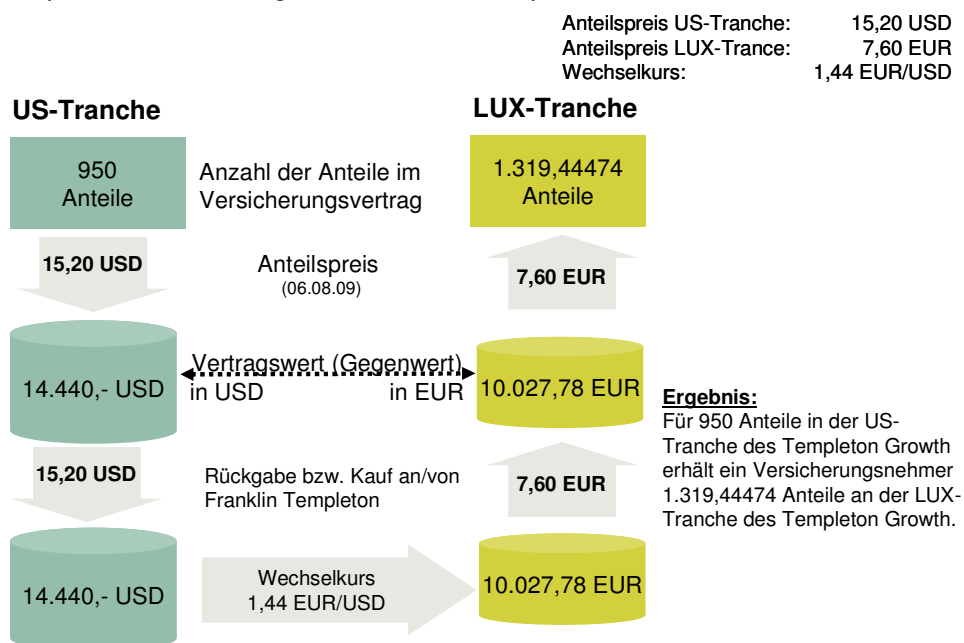 Anteilspreis US-Tranche: 15,20 USD
Anteilspreis LUX-Trance: 7,60 EUR
Wechselkurs: 1,44 EUR/USD
US-Tranche
LUX-Tranche
950
Anteile
Anzahl der Anteile im
Versicherungsvertrag
1.319,44474
Anteile
15,20 USD
Anteilspreis
(06.08.09)
7,60 EUR
14.440,- USD
Vertragswert (Gegenwert)
in USD in EUR
10.027,78 EUR
Ergebnis:
Für 950 Anteile in der US-
Tranche des Templeton Growth
erhält ein Versicherungsnehmer
1.319,44474 Anteile an der LUX-
Tranche des Templeton Growth.
15,20 USD
Rückgabe bzw. Kauf an/von
Franklin Templeton
7,60 EUR
14.440,- USD
Wechselkurs
1,44 EUR/USD
10.027,78 EUR